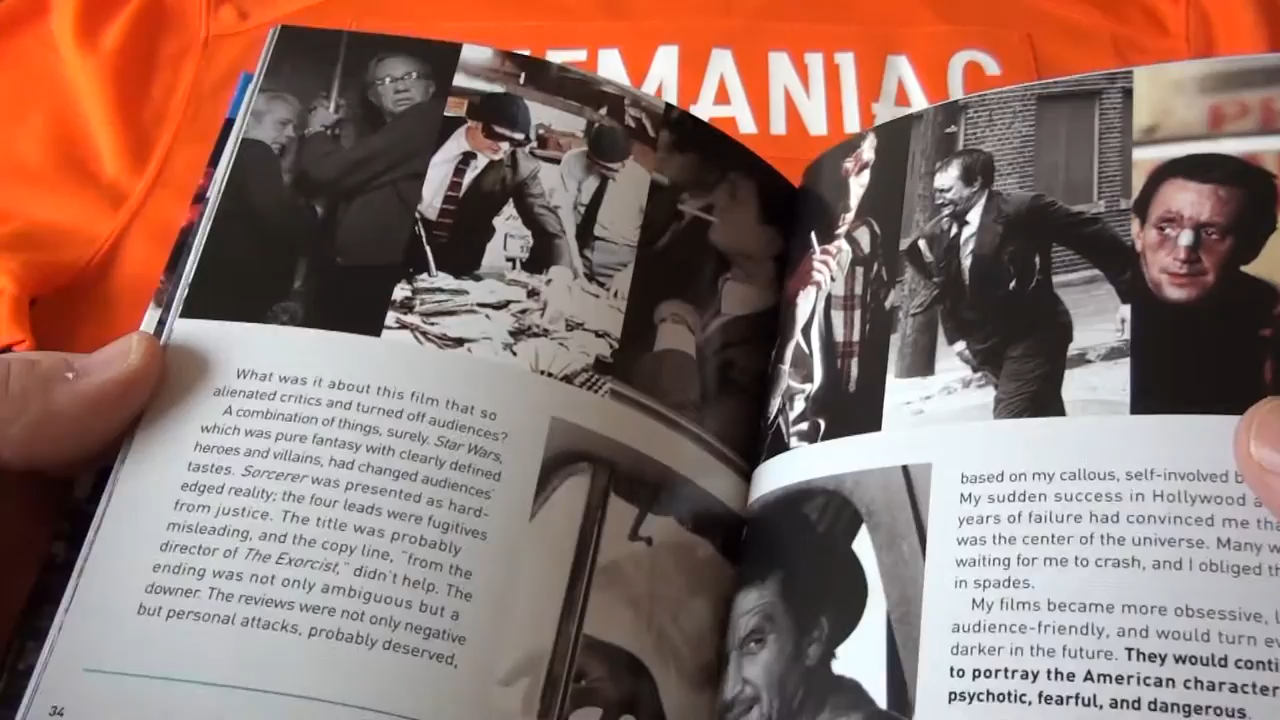 EMANIAC
What was it about this film that so
alienated critics and turned off audiences?
A combination of things, surely. Star Wars,
which was pure fantasy with clearly defined
heroes and villains, had changed audiences'
tastes. Sorcerer was presented as hard-
edged reality; the four leads were fugitives
from justice. The title was probably
misleading, and the copy line, "from the
director of The Exorcist," didn't help. The
ending was not only ambiguous but a
downer. The reviews were not only negative
but personal attacks, probably deserved,
34
based on my callous, self-involved b
My sudden success in Hollywood a
years of failure had convinced me tha
was the center of the universe. Many w
waiting for me to crash, and I obliged th
in spades.
My films became more obsessive, l
audience-friendly, and would turn ev
darker in the future. They would conti
to portray the American character
psychotic, fearful, and dangerous.